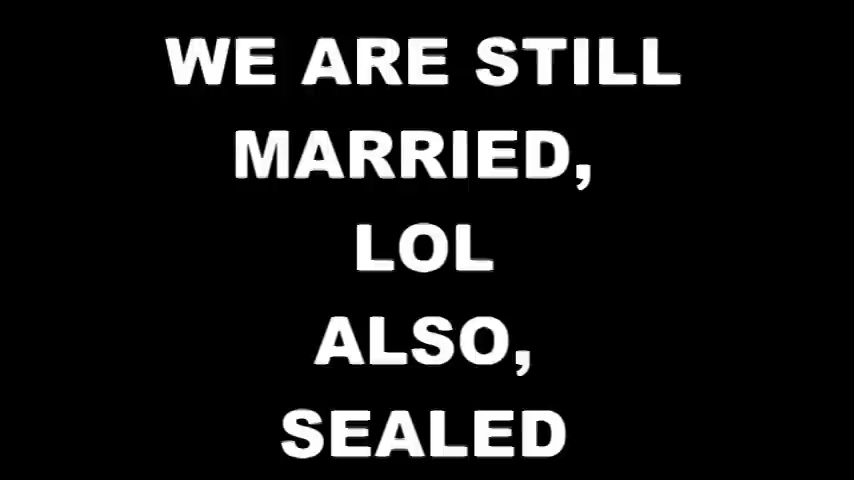 WE ARE STILL
MARRIED,
LOL
ALSO,
SEALED